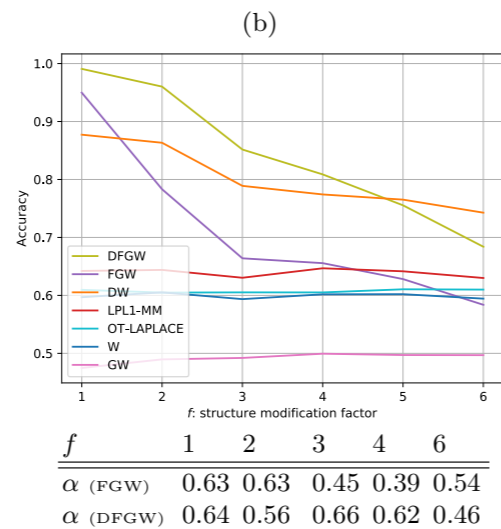 (b)
1.0
0.9
0.8
0.7
0.6
0.5
Accuracy
DFGW
FGW
DW
LPL1-MM
OT-LAPLACE
W
GW
1 2 3 4 5 6
f: structure modification factor
f 1 2 3 4 6
α (FGW) 0.63 0.63 0.45 0.39 0.54
α (DFGW) 0.64 0.56 0.66 0.62 0.46